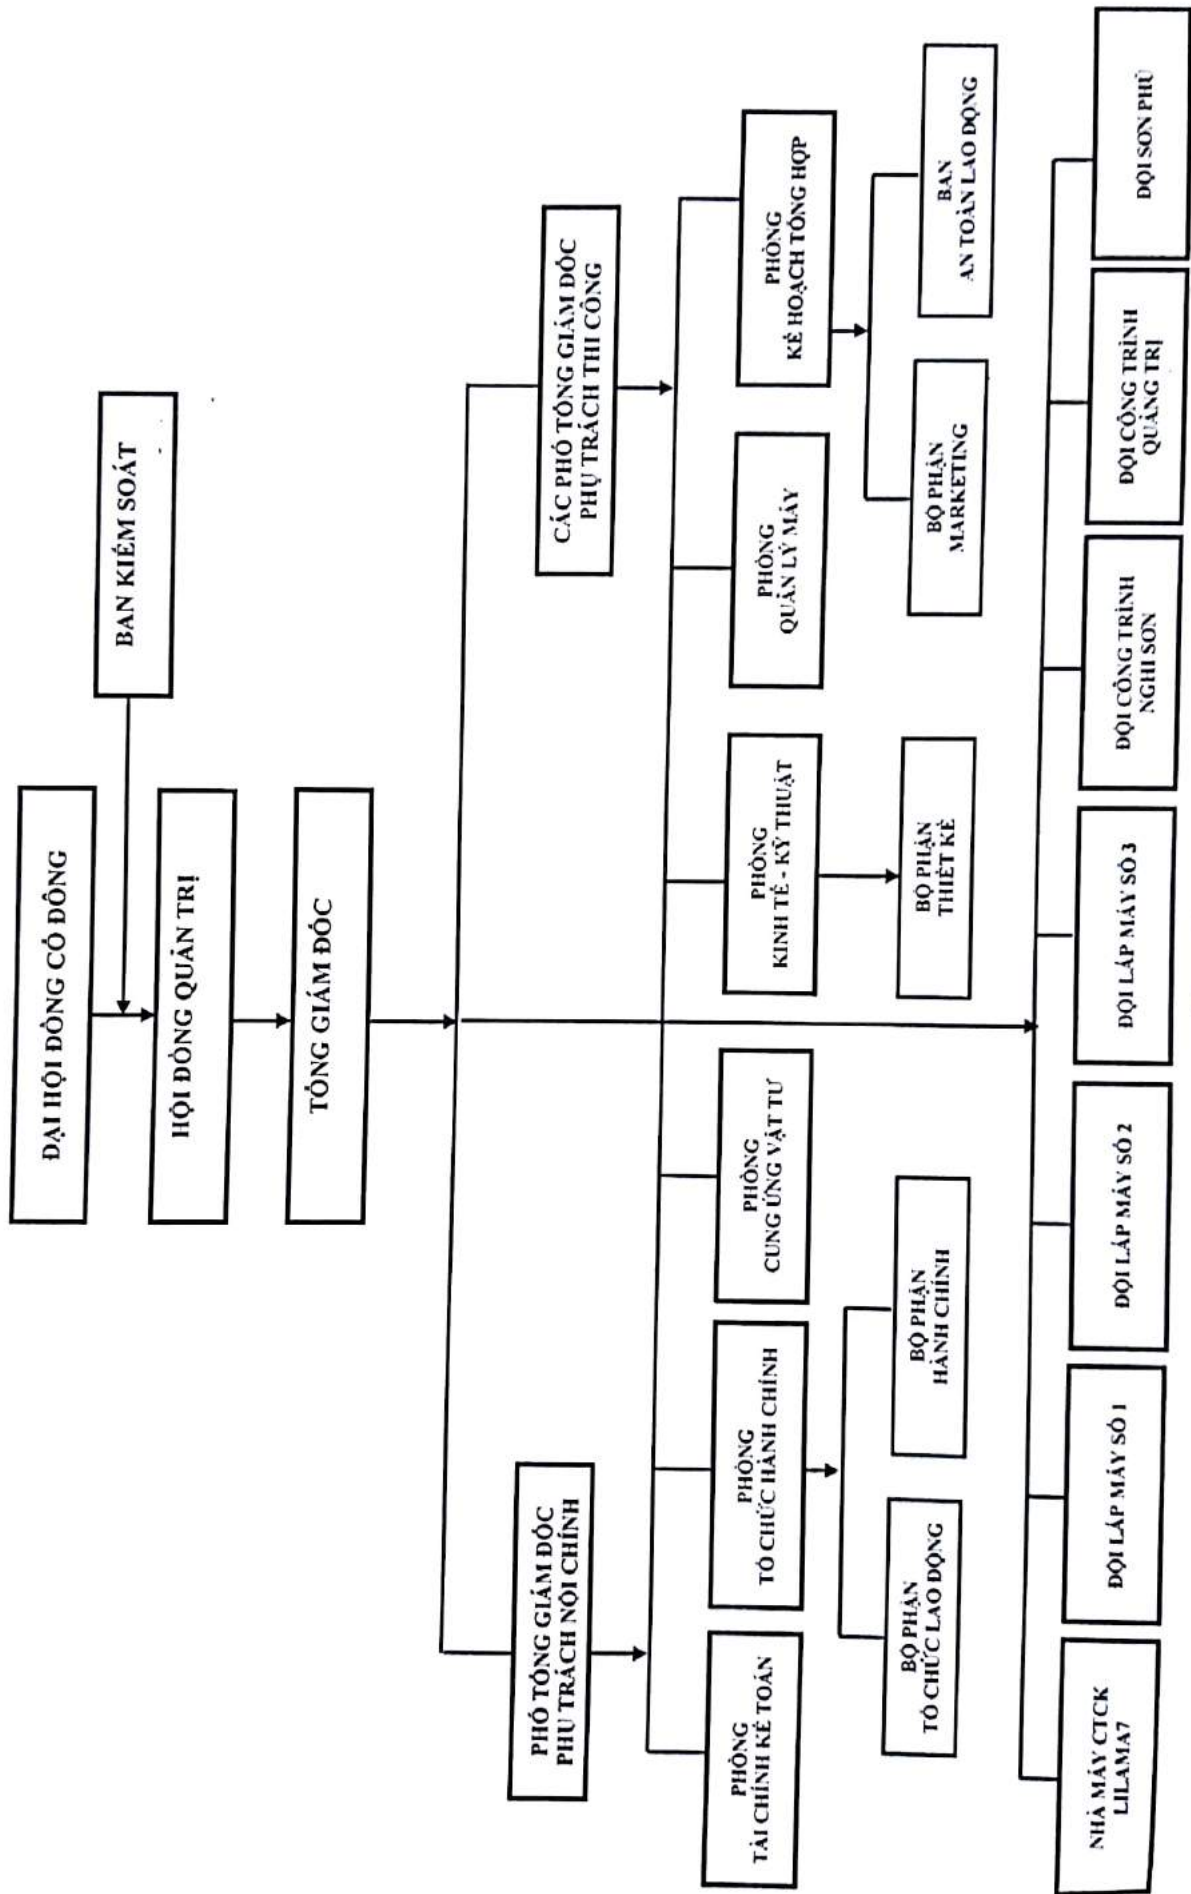 ĐẠI HỘI ĐỒNG CỔ ĐÔNG
BAN KIỂM SOÁT
HỘI ĐỒNG QUẢN TRỊ
TỔNG GIÁM ĐỐC
PHÓ TỔNG GIÁM ĐỐC
PHỤ TRÁCH NỘI CHÍNH
CÁC PHÓ TỔNG GIÁM ĐỐC
PHỤ TRÁCH THI CÔNG
PHÒNG
TÀI CHÍNH KẾ TOÁN
PHÒNG
TỔ CHỨC HÀNH CHÍNH
PHÒNG
CUNG ỨNG VẬT TƯ
PHÒNG
KINH TẾ - KỸ THUẬT
PHÒNG
QUẢN LÝ MÁY
PHÒNG
KẾ HOẠCH TỔNG HỢP
BỘ PHẬN
TỔ CHỨC LAO ĐỘNG
BỘ PHẬN
HÀNH CHÍNH
BỘ PHẬN
THIẾT KẾ
BỘ PHẬN
MARKETING
BAN
AN TOÀN LAO ĐỘNG
NHÀ MÁY CTCK
LILAMA7
ĐỘI LẮP MÁY SỐ 1
ĐỘI LẮP MÁY SỐ 2
ĐỘI LẮP MÁY SỐ 3
ĐỘI CÔNG TRÌNH
NGHI SƠN
ĐỘI CÔNG TRÌNH
QUẢNG TRỊ
ĐỘI SƠN PHỦ